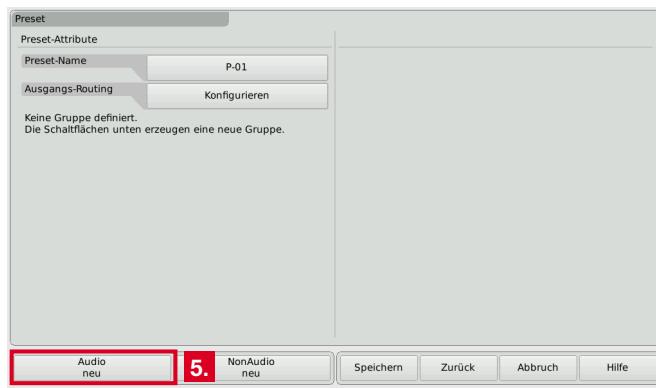 Preset
Preset-Attribute
Preset-Name
P-01
Ausgangs-Routing
Konfigurieren
Keine Gruppe definiert.
Die Schaltflächen unten erzeugen eine neue Gruppe.
Audio
neu
5.
NonAudio
neu
Speichern
Zurück
Abbruch
Hilfe